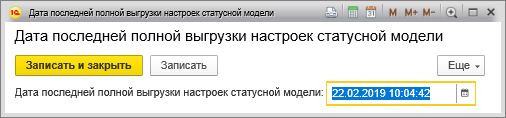 1С Дата последней полной выгрузки настроек статусной модели M M+ M-
Дата последней полной выгрузки настроек статусной модели
Записать и закрыть Записать Еще
Дата последней полной выгрузки настроек статусной модели: 22.02.2019 10:04:42